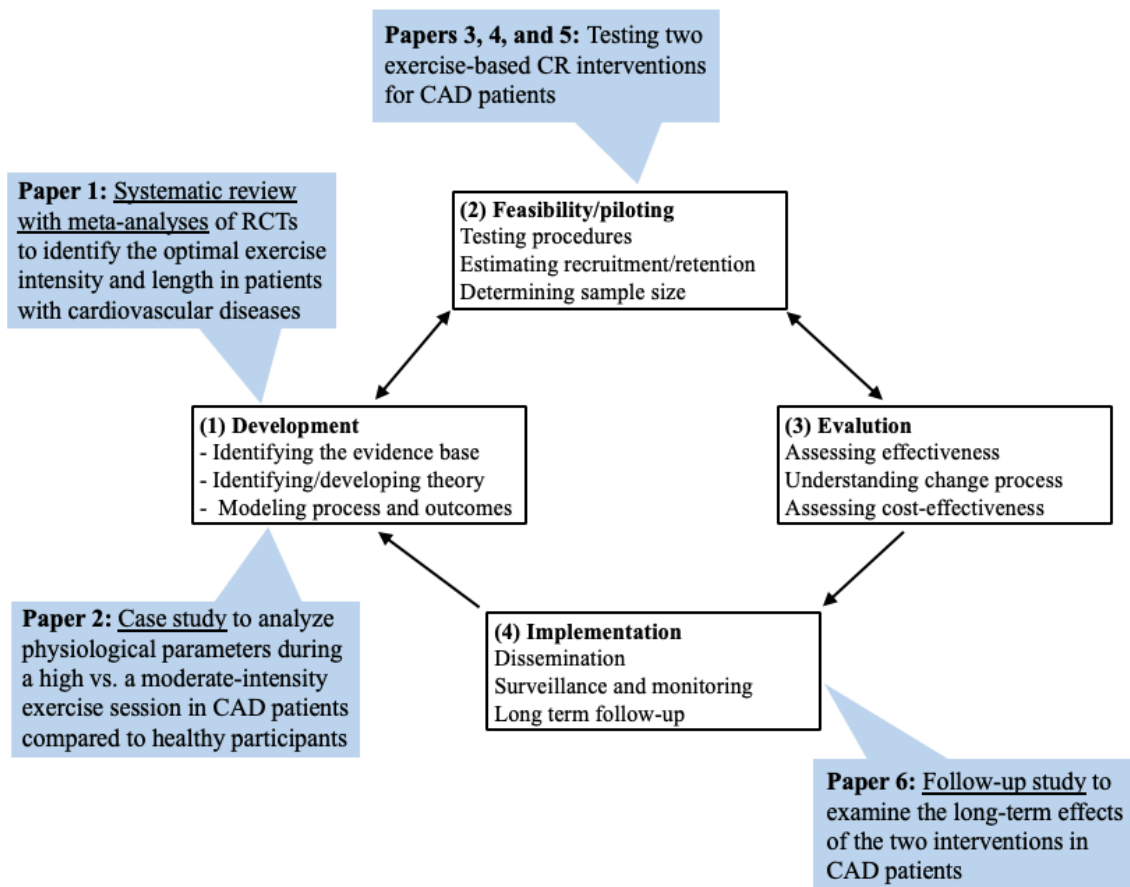 Papers 3, 4, and 5: Testing two
exercise-based CR interventions
for CAD patients
Paper 1: Systematic review
with meta-analyses of RCTs
to identify the optimal exercise
intensity and length in patients
with cardiovascular diseases
(2) Feasibility/piloting
Testing procedures
Estimating recruitment/retention
Determining sample size
(1) Development
- Identifying the evidence base
- Identifying/developing theory
- Modeling process and outcomes
(3) Evalution
Assessing effectiveness
Understanding change process
Assessing cost-effectiveness
Paper 2: Case study to analyze
physiological parameters during
a high vs. a moderate-intensity
exercise session in CAD patients
compared to healthy participants
(4) Implementation
Dissemination
Surveillance and monitoring
Long term follow-up
Paper 6: Follow-up study to
examine the long-term effects
of the two interventions in
CAD patients